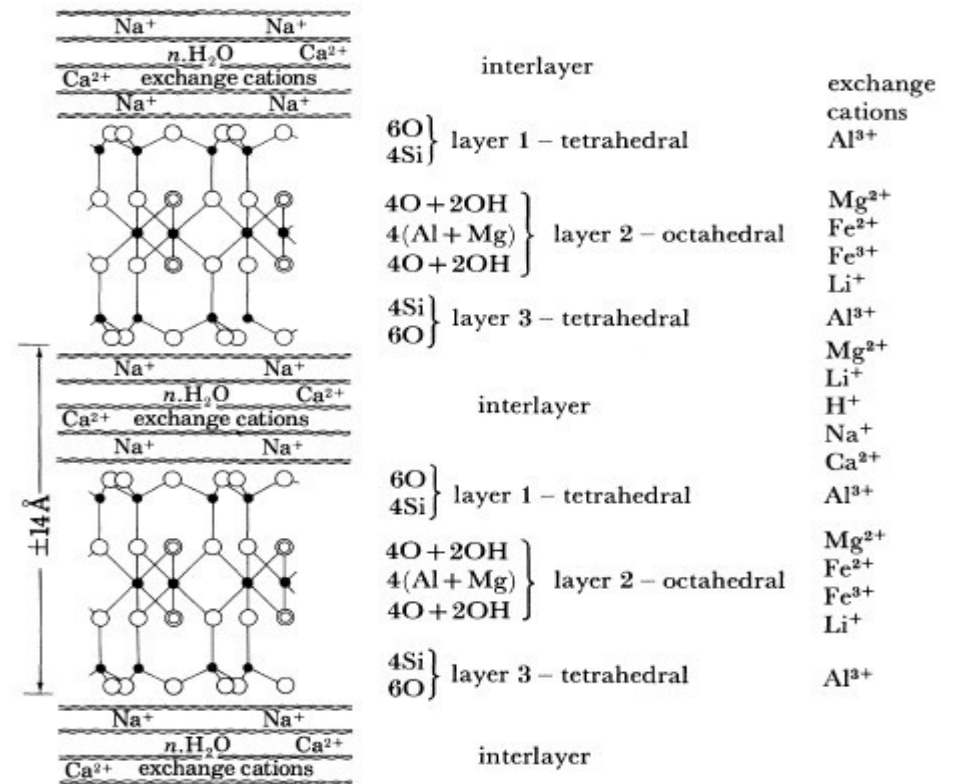 Na⁺ Na⁺
n.H₂O Ca²⁺
Ca²⁺ exchange cations
Na⁺ Na⁺
interlayer
exchange
cations
6O
4Si
layer 1 – tetrahedral
Al³⁺
4O + 2OH
4(Al + Mg)
4O + 2OH
layer 2 – octahedral
Mg²⁺
Fe²⁺
Fe³⁺
Li⁺
4Si
6O
layer 3 – tetrahedral
Al³⁺
±14Å
Na⁺ Na⁺
n.H₂O Ca²⁺
Ca²⁺ exchange cations
Na⁺ Na⁺
interlayer
Mg²⁺
Li⁺
H⁺
Na⁺
Ca²⁺
6O
4Si
layer 1 – tetrahedral
Al³⁺
4O + 2OH
4(Al + Mg)
4O + 2OH
layer 2 – octahedral
Mg²⁺
Fe²⁺
Fe³⁺
Li⁺
4Si
6O
layer 3 – tetrahedral
Al³⁺
Na⁺ Na⁺
n.H₂O Ca²⁺
Ca²⁺ exchange cations
interlayer